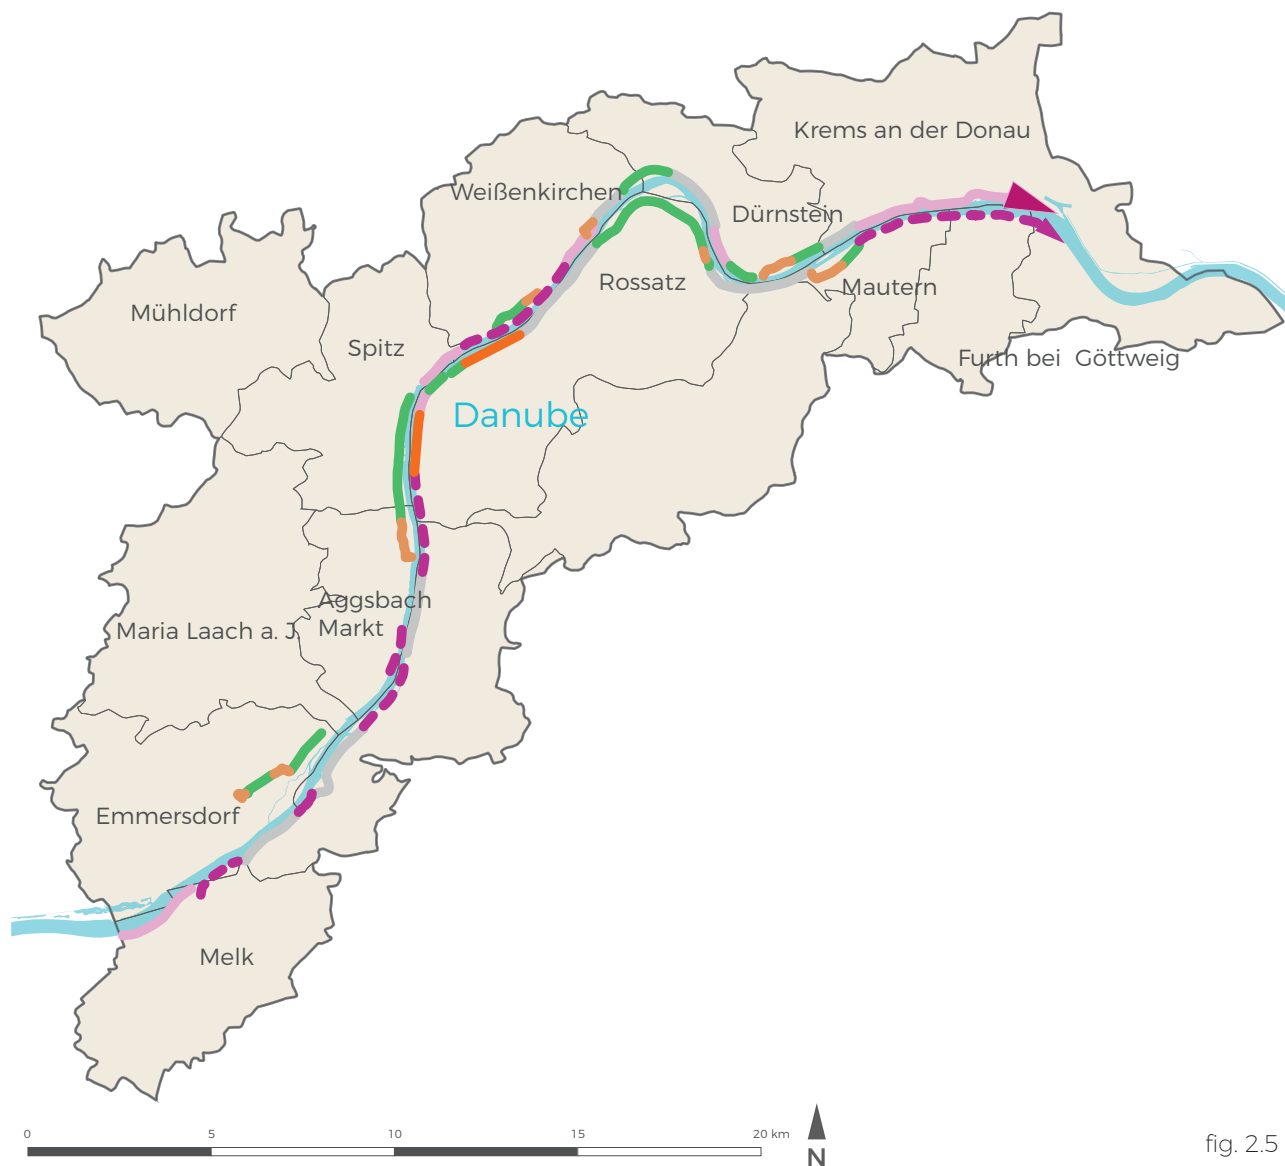 Krems an der Donau
Weißenkirchen
Dürnstein
Rossatz
Mautern
Mühldorf
Spitz
Furth bei  Göttweig
Danube
Aggsbach
Markt
Maria Laach a. J.
Emmersdorf
Melk
0 5 10 15 20 km
N
fig. 2.5